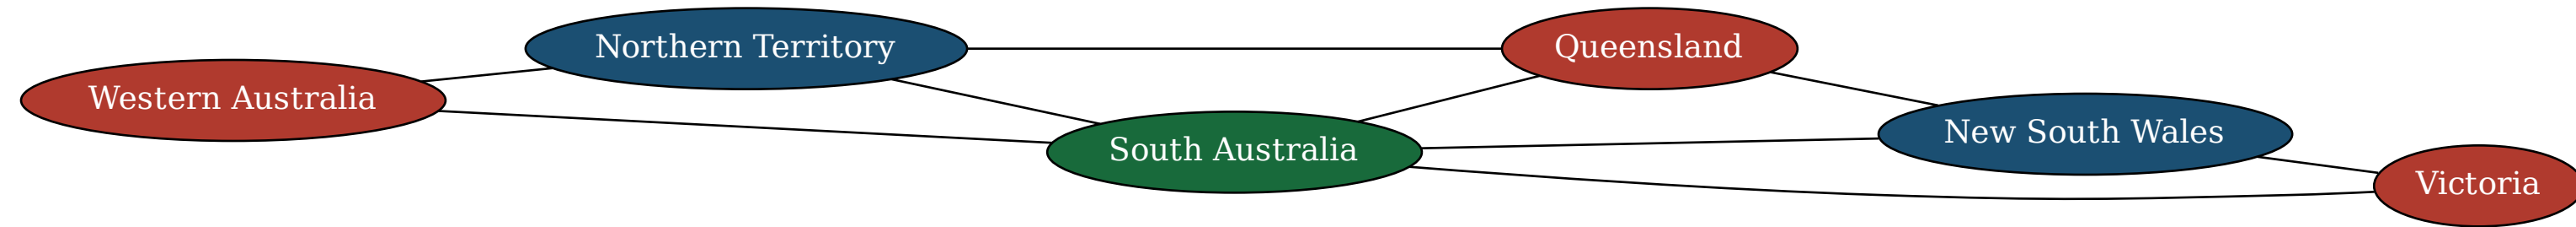 Northern Territory
Queensland
Western Australia
New South Wales
South Australia
Victoria